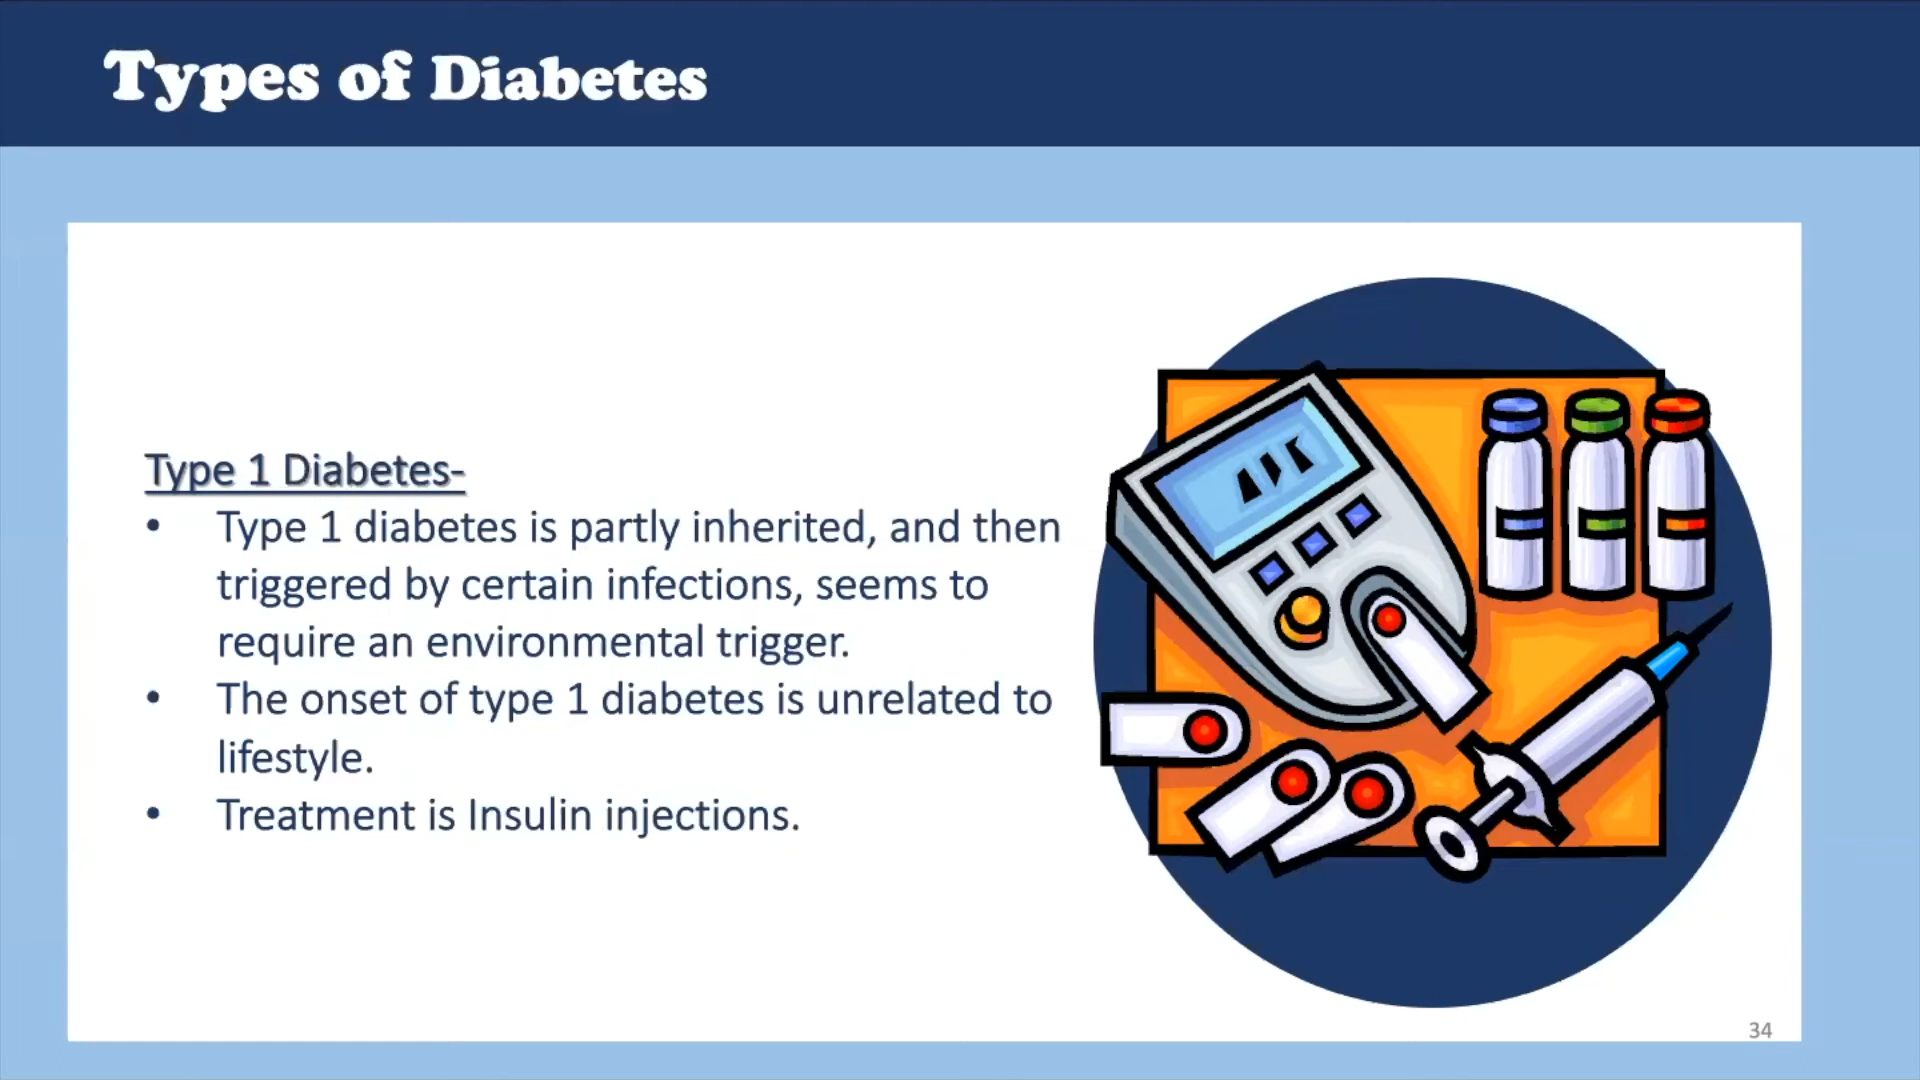 Types of Diabetes
Type 1 Diabetes-
• Type 1 diabetes is partly inherited, and then
triggered by certain infections, seems to
require an environmental trigger.
• The onset of type 1 diabetes is unrelated to
lifestyle.
• Treatment is Insulin injections.
34